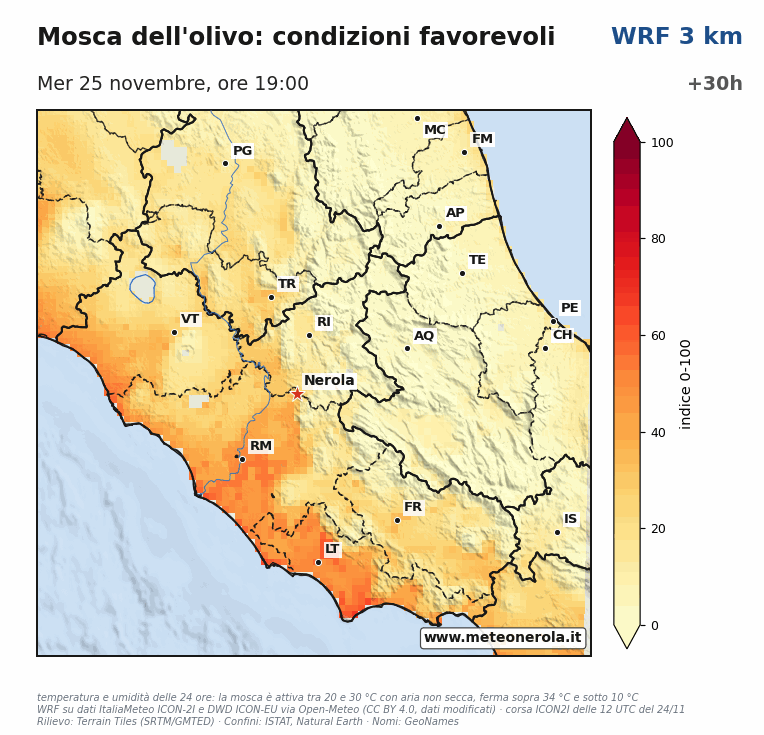 Mosca dell'olivo: condizioni favorevoli
WRF 3 km
Mer 25 novembre, ore 19:00
+30h
MC
FM
PG
AP
TE
TR
PE
VT
RI
AQ
CH
Nerola
RM
FR
IS
LT
www.meteonerola.it
100
80
60
40
20
0
indice 0-100
temperatura e umidità delle 24 ore: la mosca è attiva tra 20 e 30 °C con aria non secca, ferma sopra 34 °C e sotto 10 °C
WRF su dati ItaliaMeteo ICON-2I e DWD ICON-EU via Open-Meteo (CC BY 4.0, dati modificati) · corsa ICON2I delle 12 UTC del 24/11
Rilievo: Terrain Tiles (SRTM/GMTED) · Confini: ISTAT, Natural Earth · Nomi: GeoNames